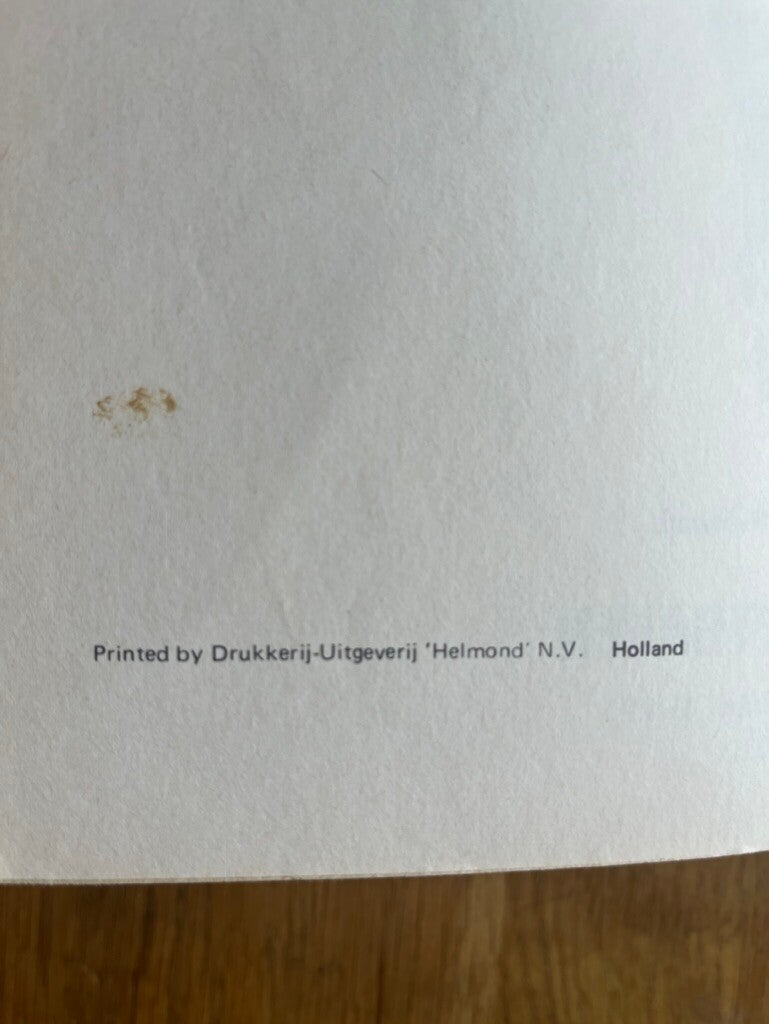 Printed by Drukkerij-Uitgeverij 'Helmond' N.V. Holland